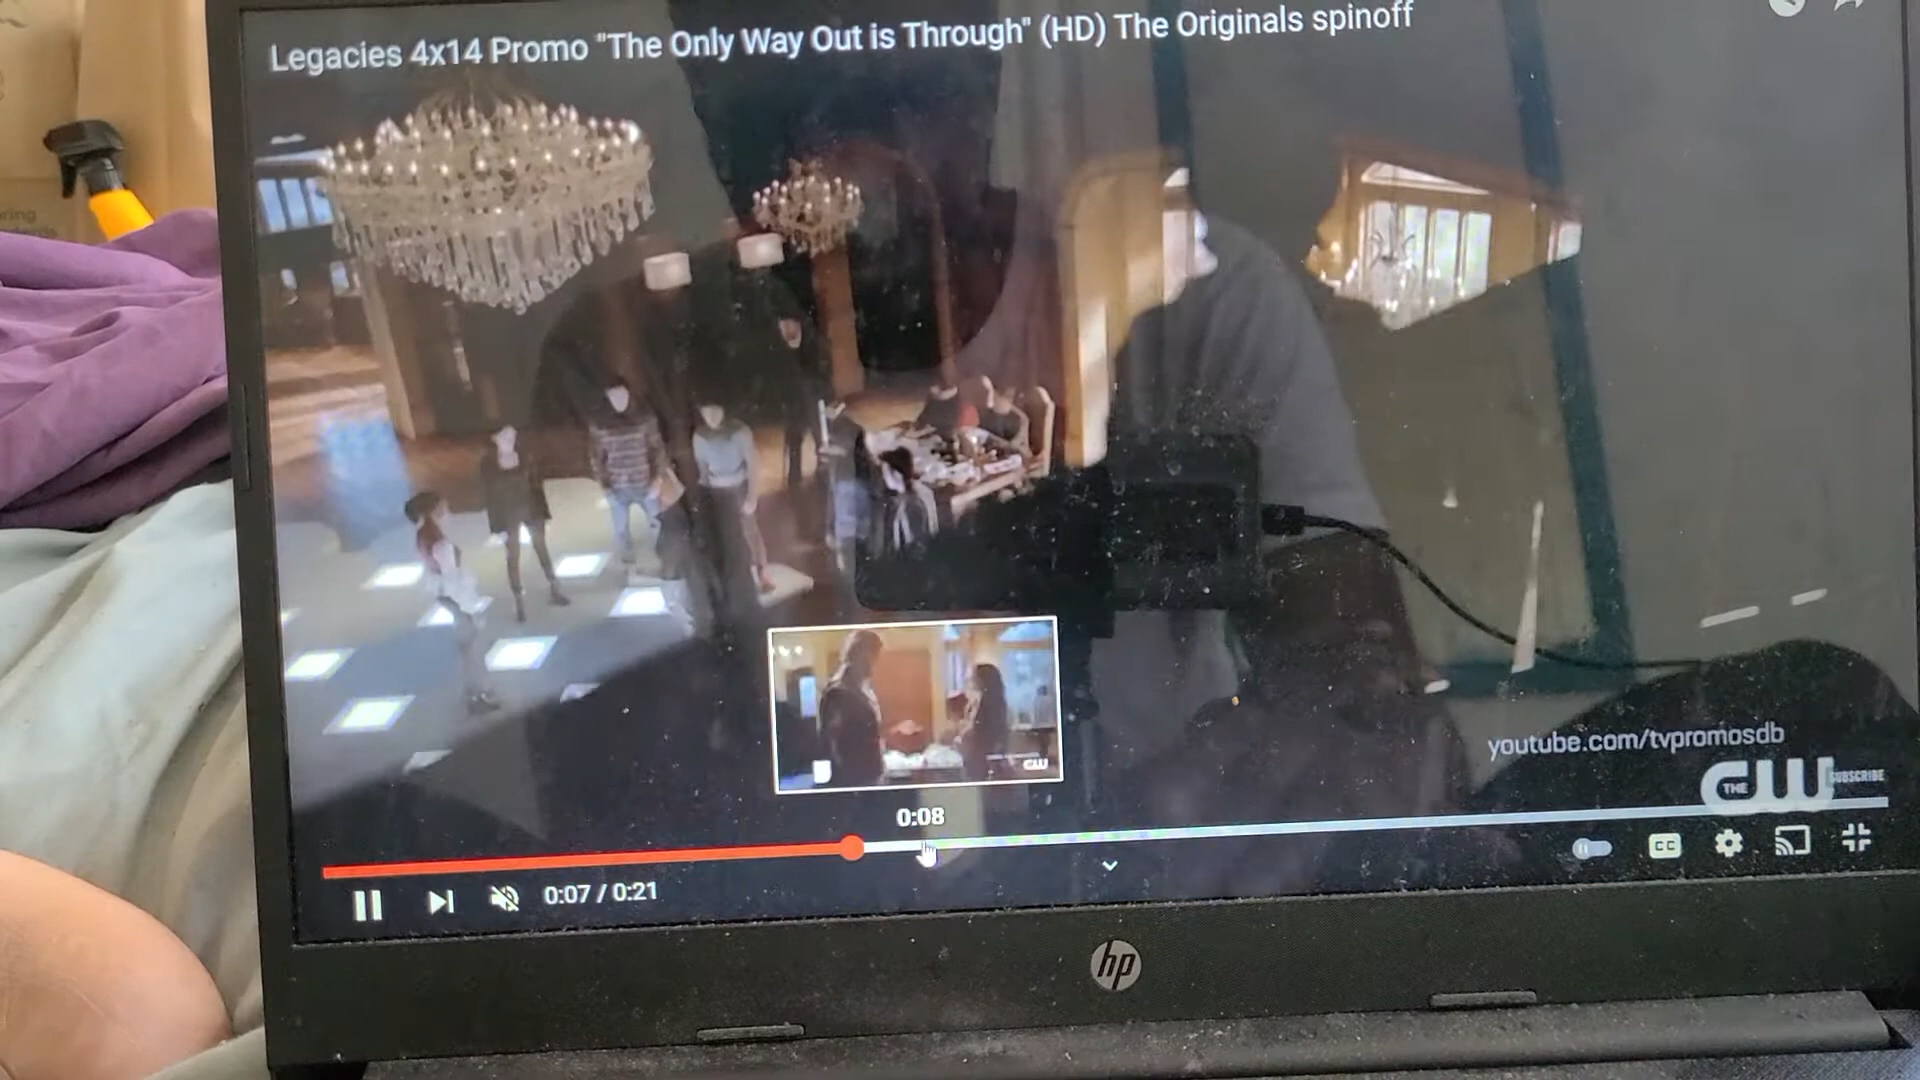 Legacies 4x14 Promo "The Only Way Out is Through" (HD) The Originals spinoff
CW
youtube.com/tvpromosdb
THE CW
SUBSCRIBE
0:08
CC
0:07 / 0:21
hp